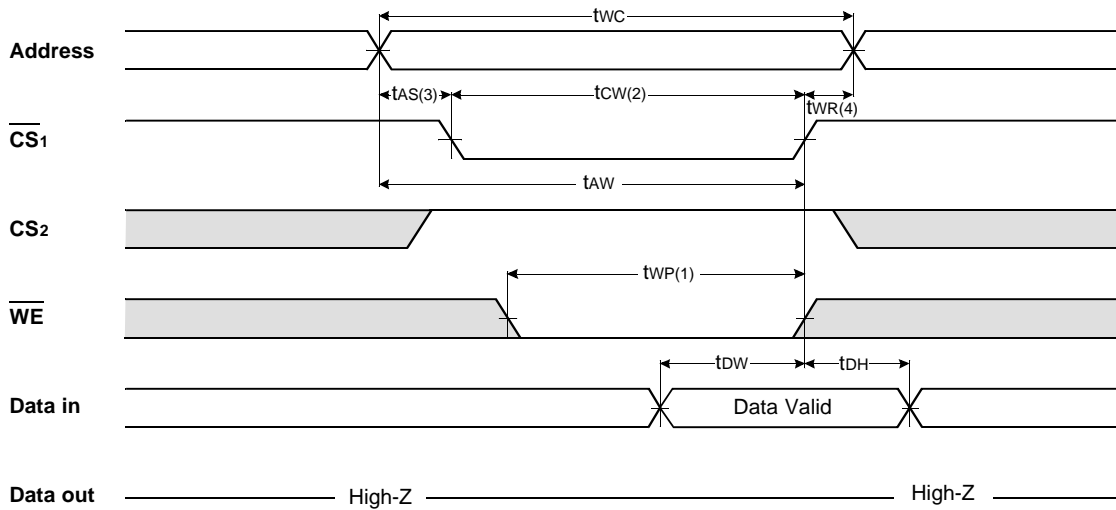 tWC
Address
tAS(3)
tCW(2)
tWR(4)
CS1
tAW
CS2
tWP(1)
WE
tDW
tDH
Data in
Data Valid
Data out
High-Z
High-Z